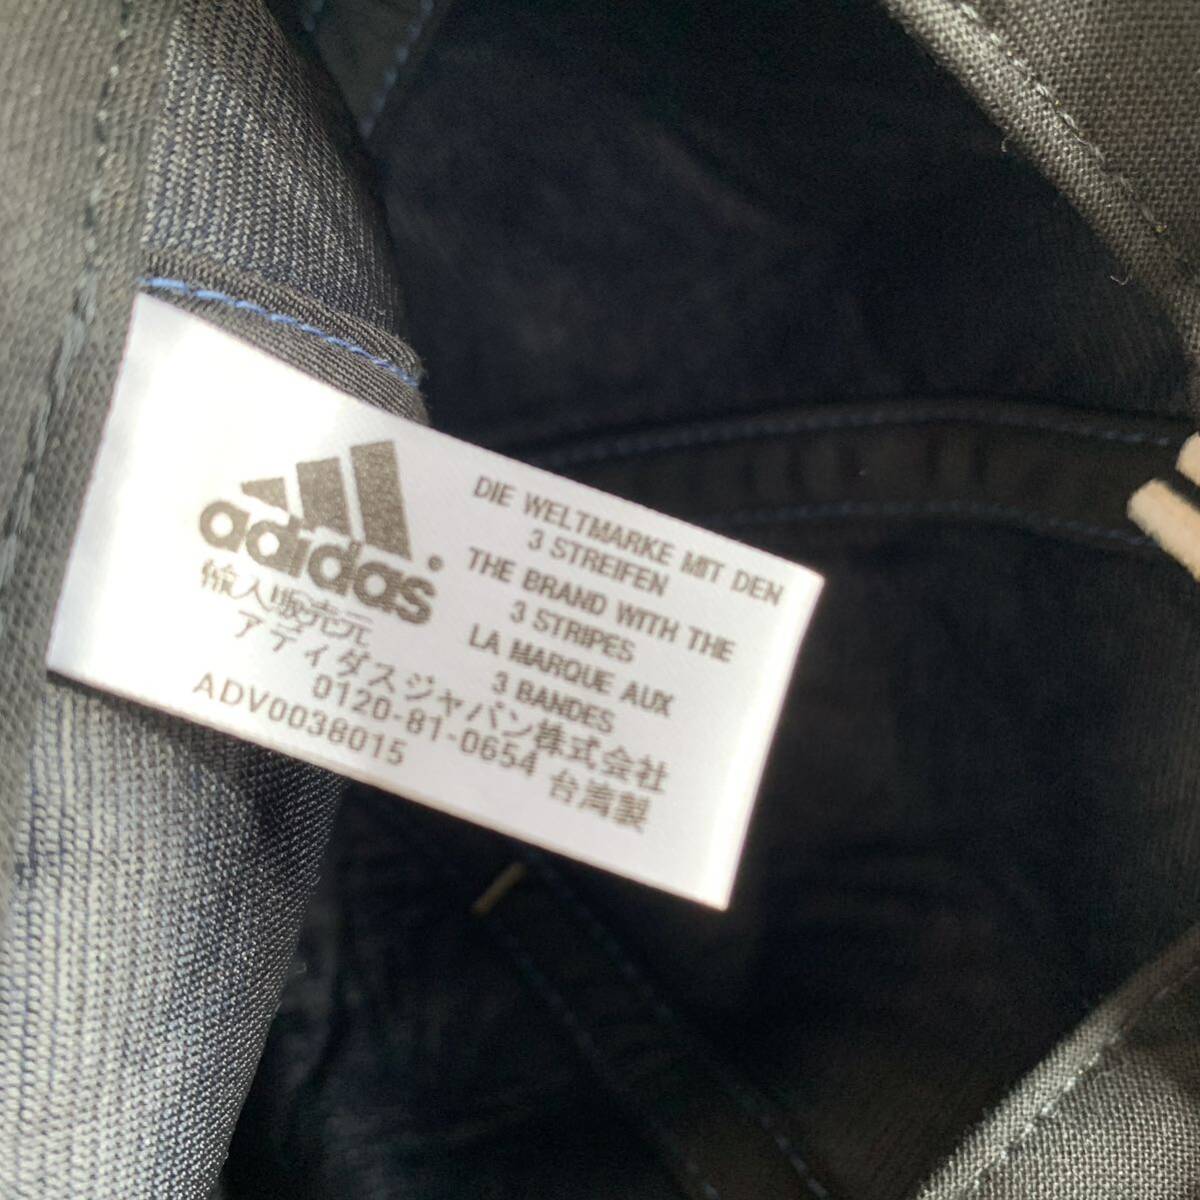 adidas®
輸入販売元
アディダスジャパン株式会社
0120-81-0654 台湾製
ADV0038015
DIE WELTMARKE MIT DEN
3 STREIFEN
THE BRAND WITH THE
3 STRIPES
LA MARQUE AUX
3 BANDES